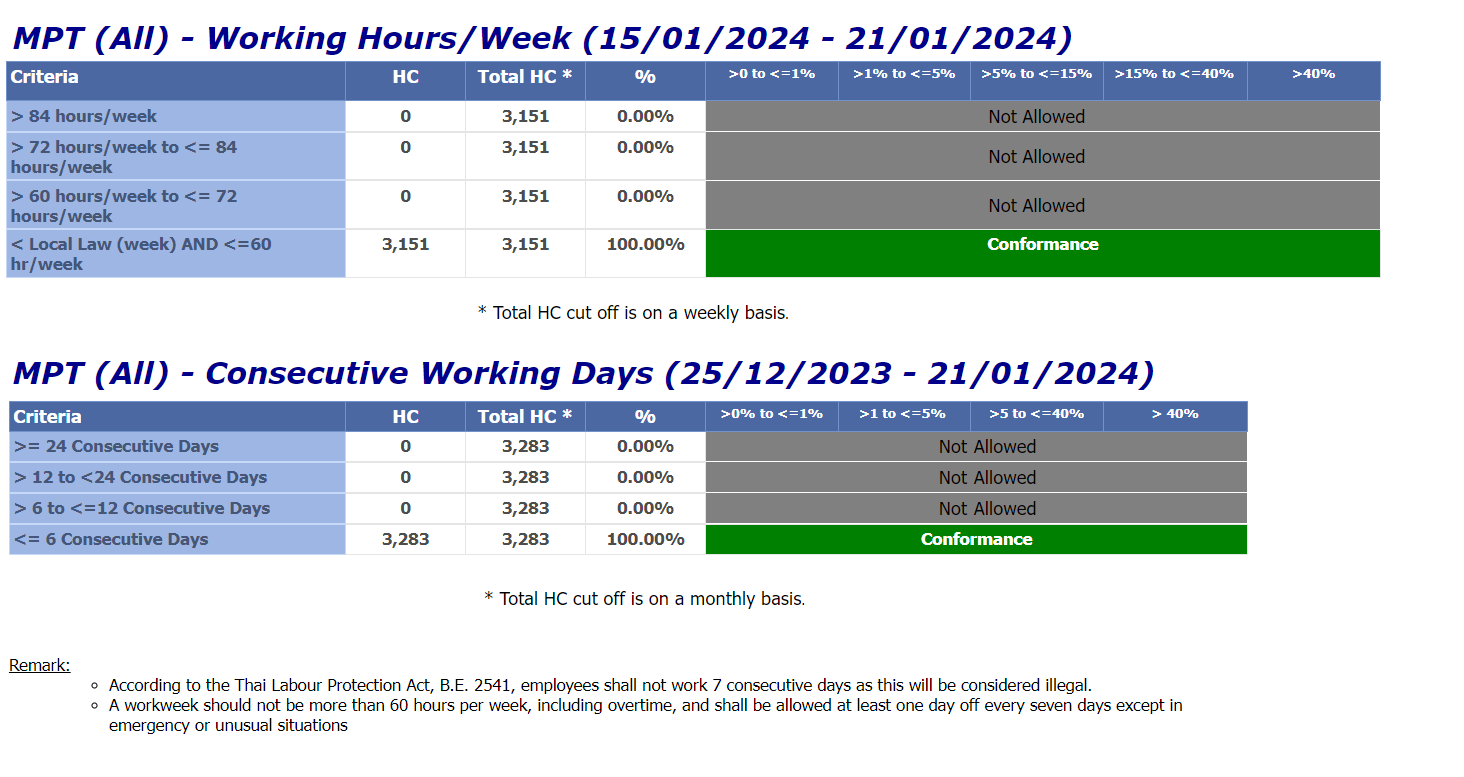 MPT (All) - Working Hours/Week (15/01/2024 - 21/01/2024)
Criteria HC Total HC * % >0 to <=1% >1% to <=5% >5% to <=15% >15% to <=40% >40%
> 84 hours/week 0 3,151 0.00% Not Allowed
> 72 hours/week to <= 84 0 3,151 0.00% Not Allowed
hours/week
> 60 hours/week to <= 72 0 3,151 0.00% Not Allowed
hours/week
< Local Law (week) AND <=60 3,151 3,151 100.00% Conformance
hr/week
* Total HC cut off is on a weekly basis.
MPT (All) - Consecutive Working Days (25/12/2023 - 21/01/2024)
Criteria HC Total HC * % >0% to <=1% >1 to <=5% >5 to <=40% > 40%
>= 24 Consecutive Days 0 3,283 0.00% Not Allowed
> 12 to <24 Consecutive Days 0 3,283 0.00% Not Allowed
> 6 to <=12 Consecutive Days 0 3,283 0.00% Not Allowed
<= 6 Consecutive Days 3,283 3,283 100.00% Conformance
* Total HC cut off is on a monthly basis.
Remark:
According to the Thai Labour Protection Act, B.E. 2541, employees shall not work 7 consecutive days as this will be considered illegal.
A workweek should not be more than 60 hours per week, including overtime, and shall be allowed at least one day off every seven days except in
emergency or unusual situations